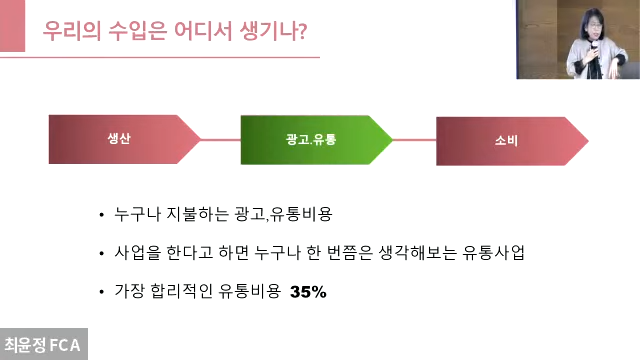 우리의 수입은 어디서 생기나?
생산
광고.유통
소비
• 누구나 지불하는 광고,유통비용
• 사업을 한다고 하면 누구나 한 번쯤은 생각해보는 유통사업
• 가장 합리적인 유통비용 35%
최윤정 FCA